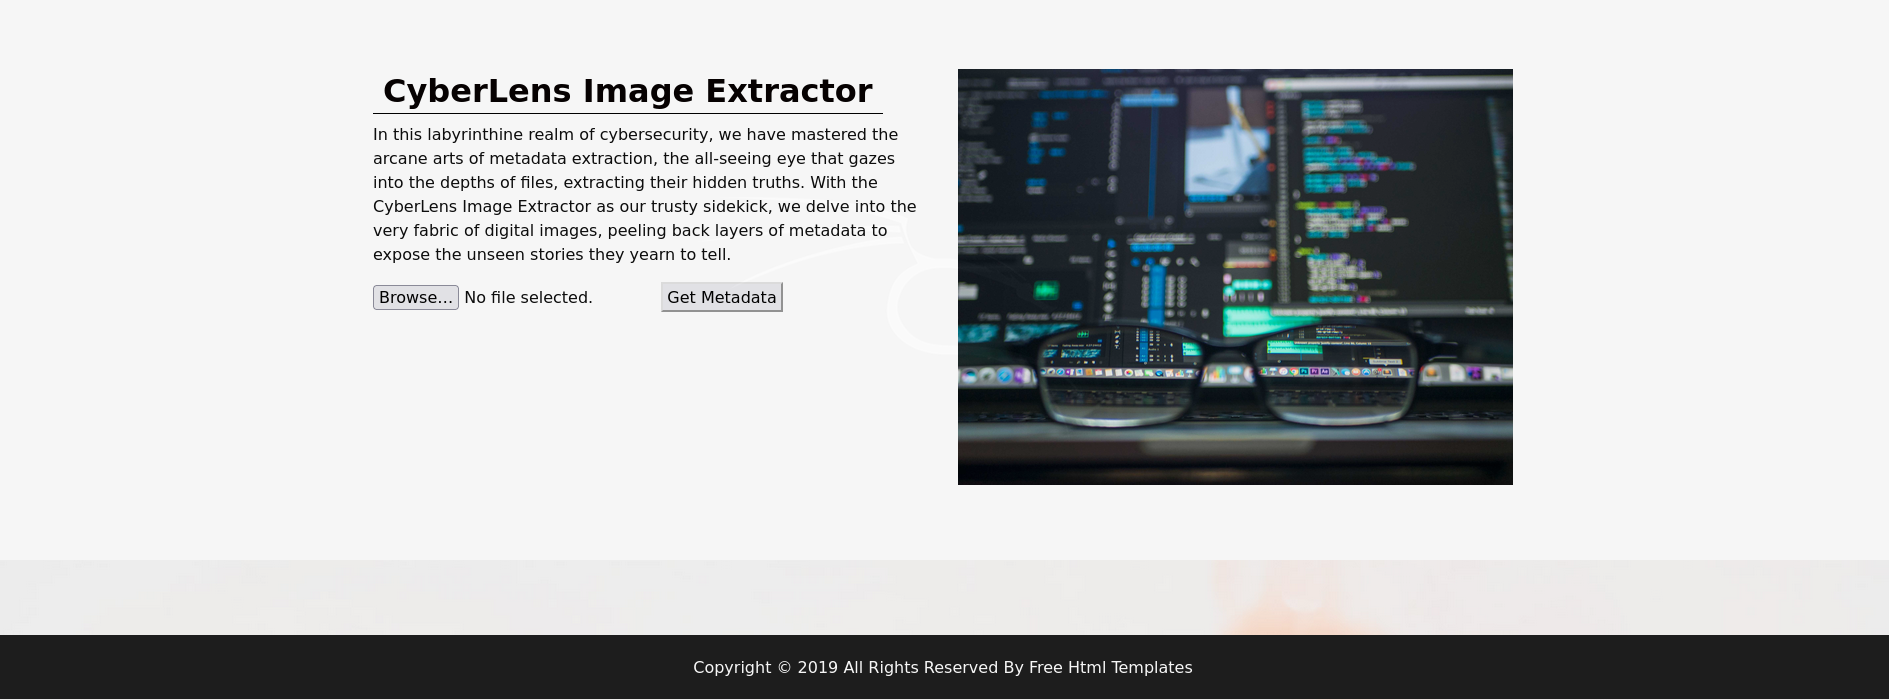 CyberLens Image Extractor
In this labyrinthine realm of cybersecurity, we have mastered the
arcane arts of metadata extraction, the all-seeing eye that gazes
into the depths of files, extracting their hidden truths. With the
CyberLens Image Extractor as our trusty sidekick, we delve into the
very fabric of digital images, peeling back layers of metadata to
expose the unseen stories they yearn to tell.
Browse... No file selected. Get Metadata
Copyright © 2019 All Rights Reserved By Free Html Templates